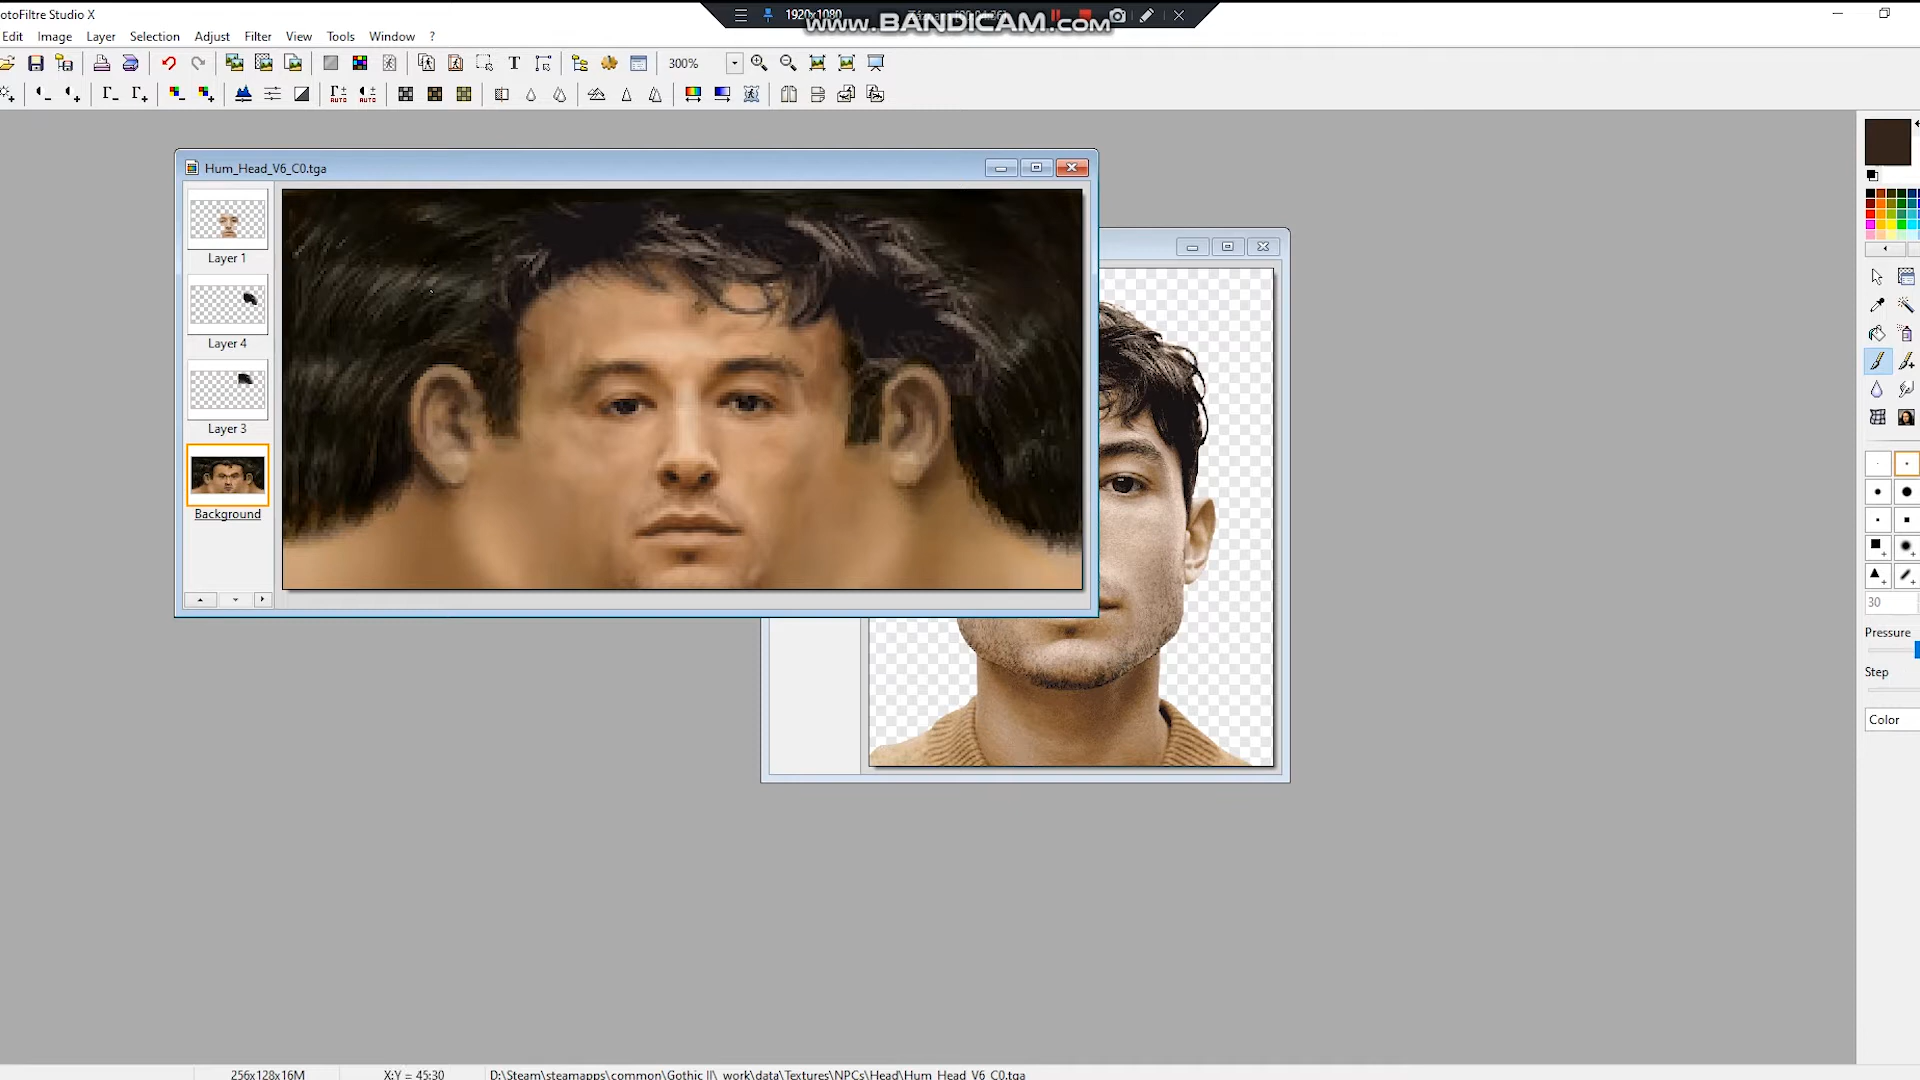 otoFiltre Studio X
1920x1080
www.BANDICAM.com
Edit Image Layer Selection Adjust Filter View Tools Window ?
T 300%
AUTO AUTO
Hum_Head_V6_C0.tga
Layer 1
Layer 4
Layer 3
Background
30
Pressure
Step
Color
256x128x16M X:Y = 45:30 D:\Steam\steamapps\common\Gothic II\_work\data\Textures\NPCs\Head\Hum_Head_V6_C0.tga